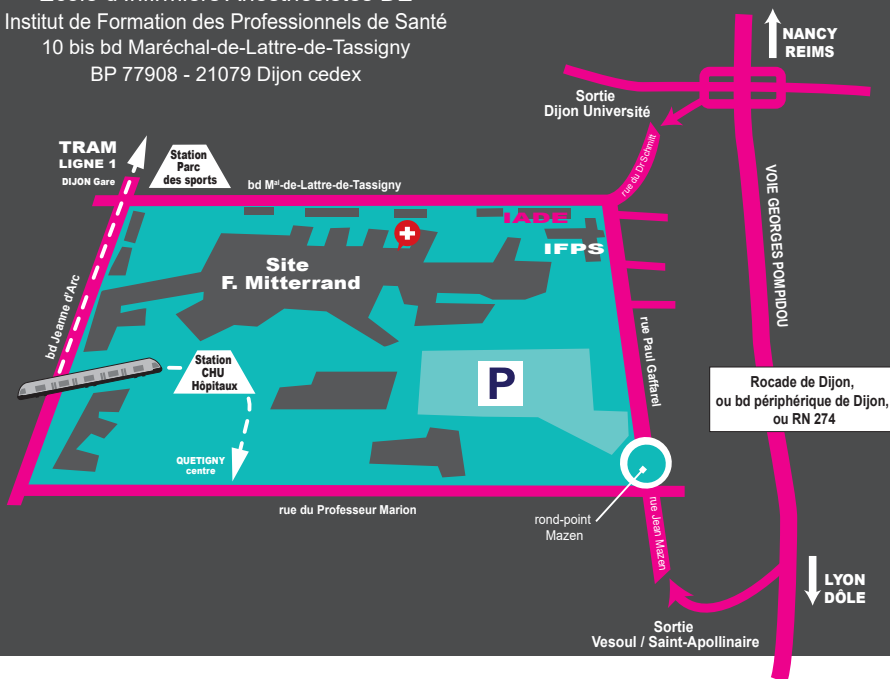 École d'Infirmiers Anesthésistes DE
Institut de Formation des Professionnels de Santé
10 bis bd Maréchal-de-Lattre-de-Tassigny
BP 77908 - 21079 Dijon cedex
NANCY
REIMS
Sortie
Dijon Université
TRAM
LIGNE 1
DIJON Gare
Station
Parc
des sports
bd Mal-de-Lattre-de-Tassigny
rue du Dr Schmitt
IADE
IFPS
VOIE GEORGES POMPIDOU
Site
F. Mitterrand
bd Jeanne d'Arc
rue Paul Gaffarel
Station
CHU
Hôpitaux
P
Rocade de Dijon,
ou bd périphérique de Dijon,
ou RN 274
QUETIGNY
centre
rue du Professeur Marion
rond-point
Mazen
rue Jean Mazen
LYON
DÔLE
Sortie
Vesoul / Saint-Apollinaire